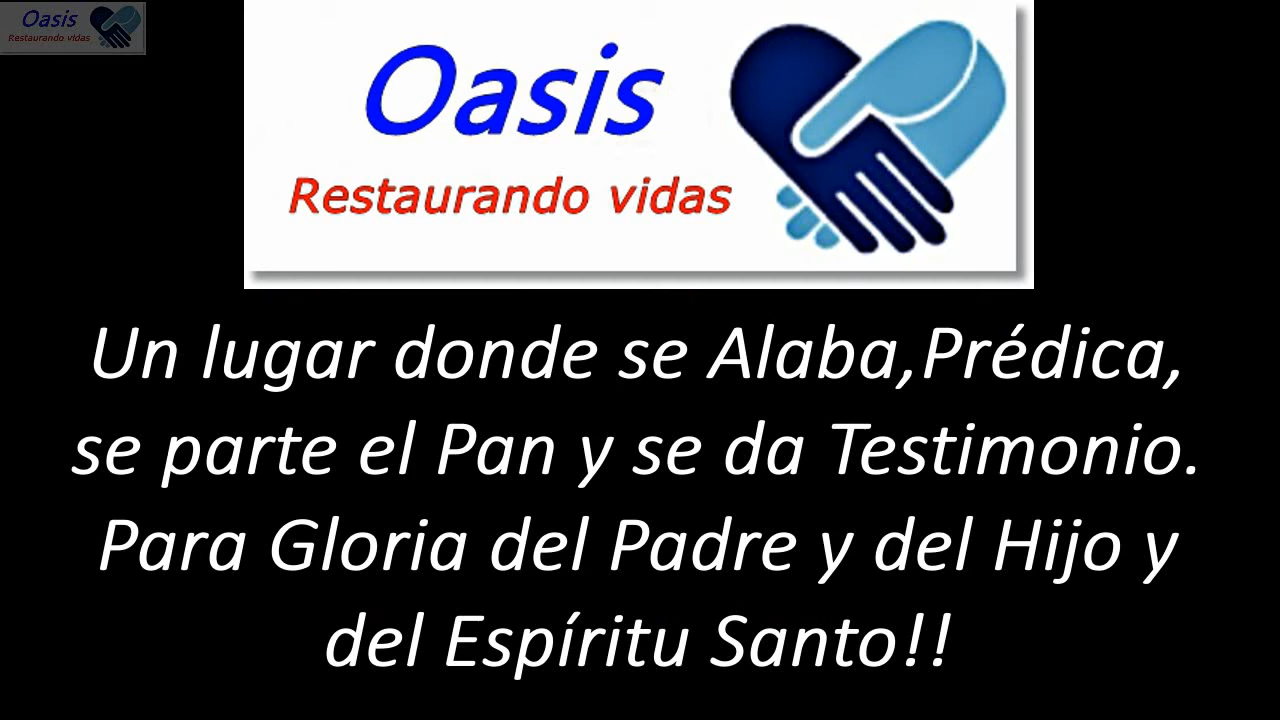 Oasis
Restaurando vidas
Oasis
Restaurando vidas
Un lugar donde se Alaba,Prédica,
se parte el Pan y se da Testimonio.
Para Gloria del Padre y del Hijo y
del Espíritu Santo!!